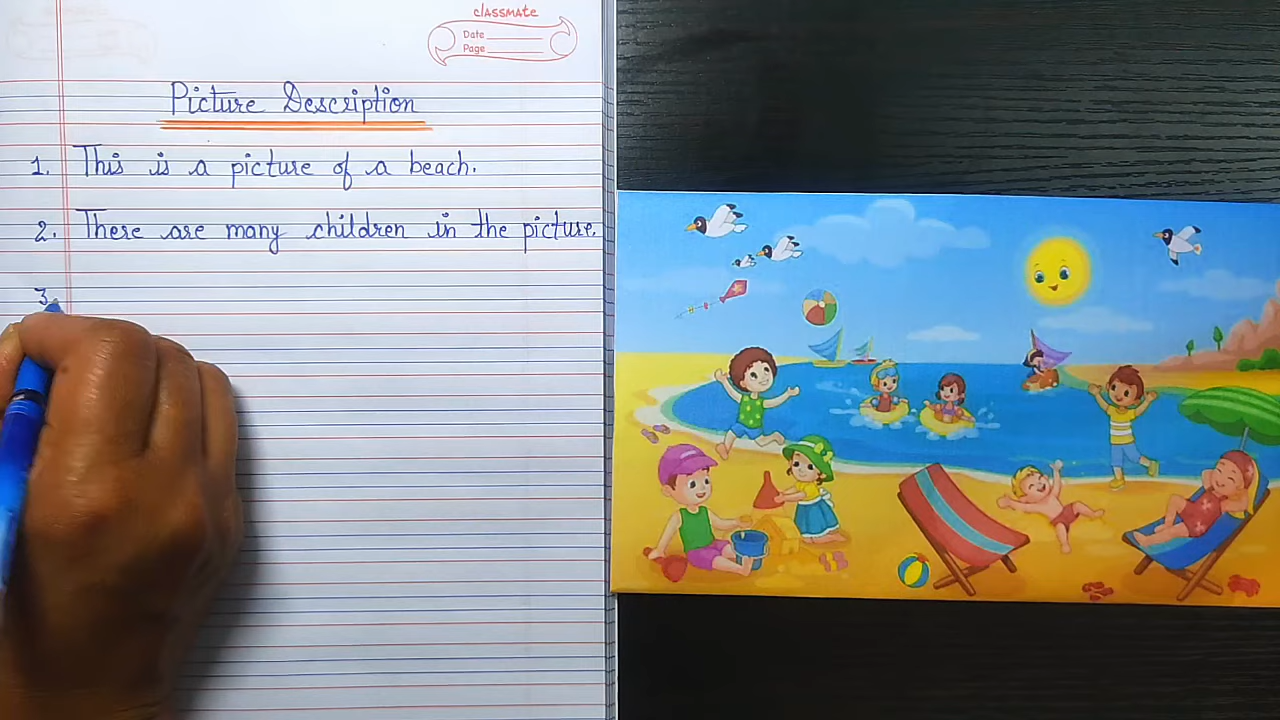 classmate
Date
Page
Picture Description
1. This is a picture of a beach.
2. There are many children in the picture.
3.